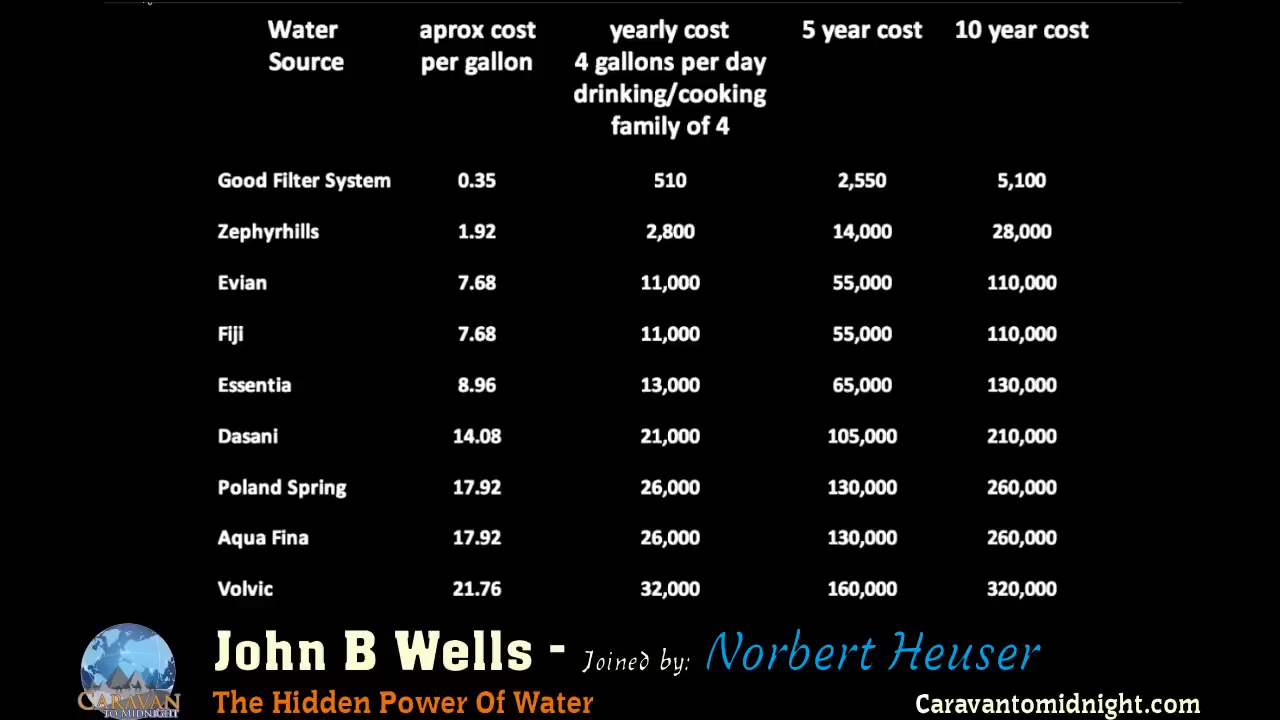 Water Source aprox cost per gallon yearly cost 4 gallons per day drinking/cooking family of 4 5 year cost 10 year cost
Good Filter System 0.35 510 2,550 5,100
Zephyrhills 1.92 2,800 14,000 28,000
Evian 7.68 11,000 55,000 110,000
Fiji 7.68 11,000 55,000 110,000
Essentia 8.96 13,000 65,000 130,000
Dasani 14.08 21,000 105,000 210,000
Poland Spring 17.92 26,000 130,000 260,000
Aqua Fina 17.92 26,000 130,000 260,000
Volvic 21.76 32,000 160,000 320,000
John B Wells - Joined by: Norbert Heuser
CARAVAN
TO MIDNIGHT
The Hidden Power Of Water
Caravantomidnight.com